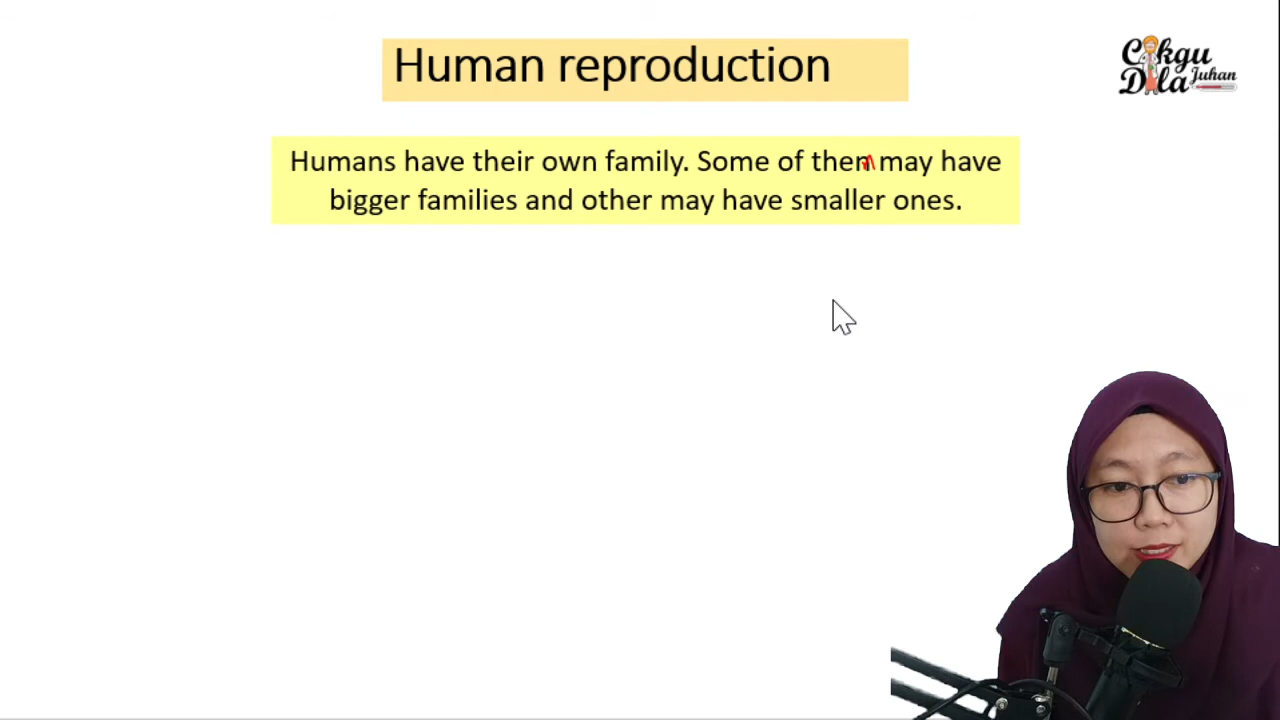 Human reproduction
Cikgu
Dila Juhan
Humans have their own family. Some of them may have
bigger families and other may have smaller ones.